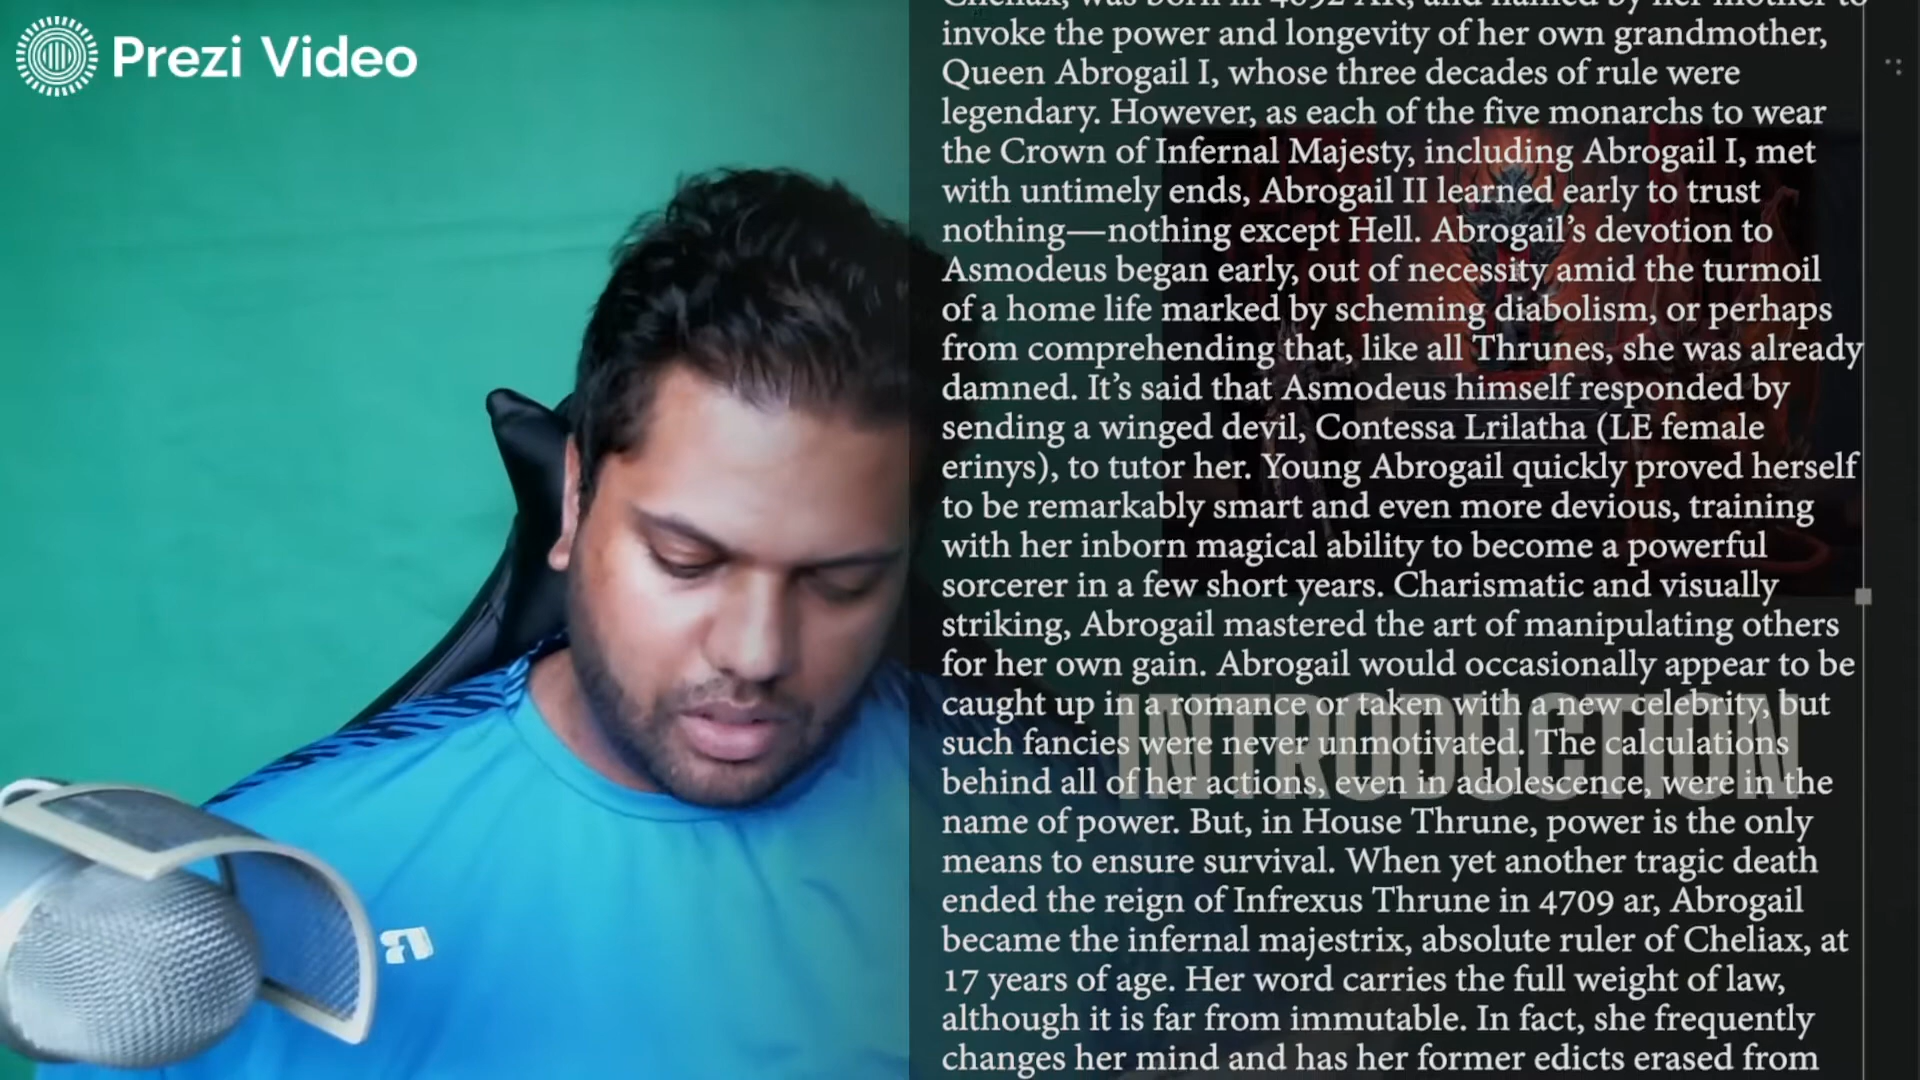 Prezi Video
Cheliax, was born in 4692 AR, and named by her mother to
invoke the power and longevity of her own grandmother,
Queen Abrogail I, whose three decades of rule were
legendary. However, as each of the five monarchs to wear
the Crown of Infernal Majesty, including Abrogail I, met
with untimely ends, Abrogail II learned early to trust
nothing—nothing except Hell. Abrogail’s devotion to
Asmodeus began early, out of necessity amid the turmoil
of a home life marked by scheming diabolism, or perhaps
from comprehending that, like all Thrunes, she was already
damned. It’s said that Asmodeus himself responded by
sending a winged devil, Contessa Lrilatha (LE female
erinys), to tutor her. Young Abrogail quickly proved herself
to be remarkably smart and even more devious, training
with her inborn magical ability to become a powerful
sorcerer in a few short years. Charismatic and visually
striking, Abrogail mastered the art of manipulating others
for her own gain. Abrogail would occasionally appear to be
caught up in a romance or taken with a new celebrity, but
such fancies were never unmotivated. The calculations
behind all of her actions, even in adolescence, were in the
name of power. But, in House Thrune, power is the only
means to ensure survival. When yet another tragic death
ended the reign of Infrexus Thrune in 4709 ar, Abrogail
became the infernal majestrix, absolute ruler of Cheliax, at
17 years of age. Her word carries the full weight of law,
although it is far from immutable. In fact, she frequently
changes her mind and has her former edicts erased from
INTRODUCTION
a